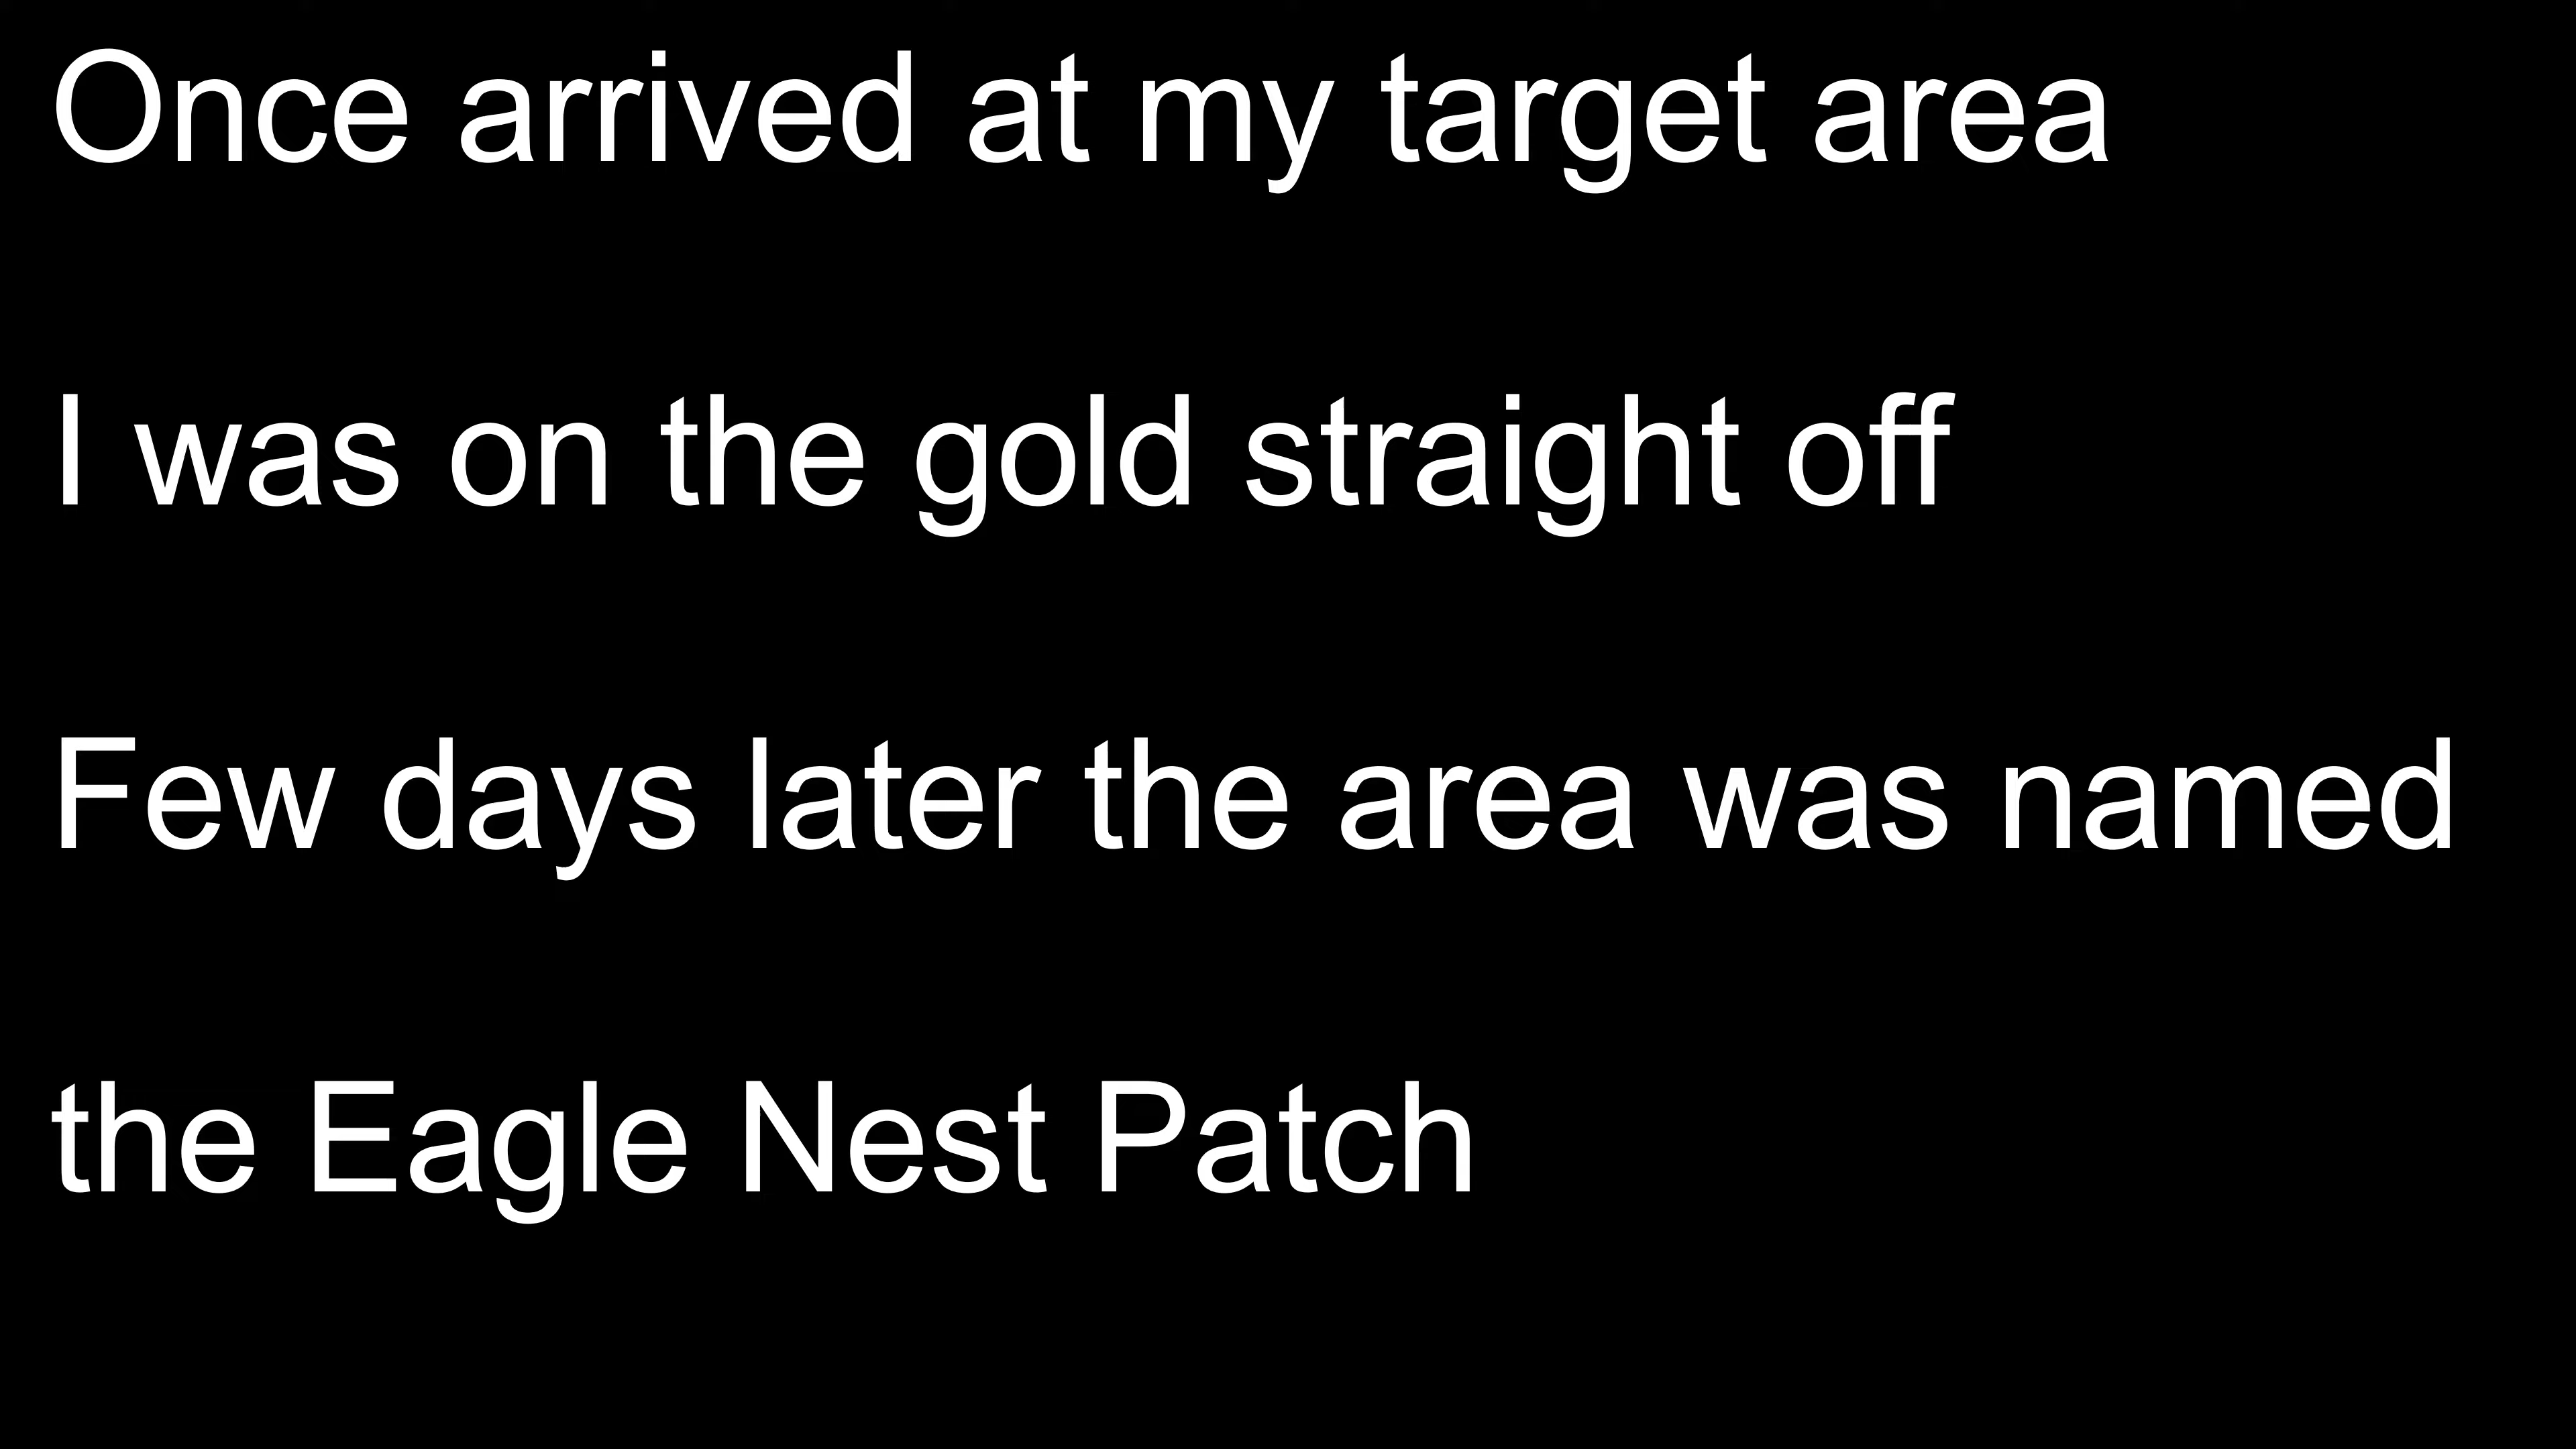 Once arrived at my target area
I was on the gold straight off
Few days later the area was named
the Eagle Nest Patch